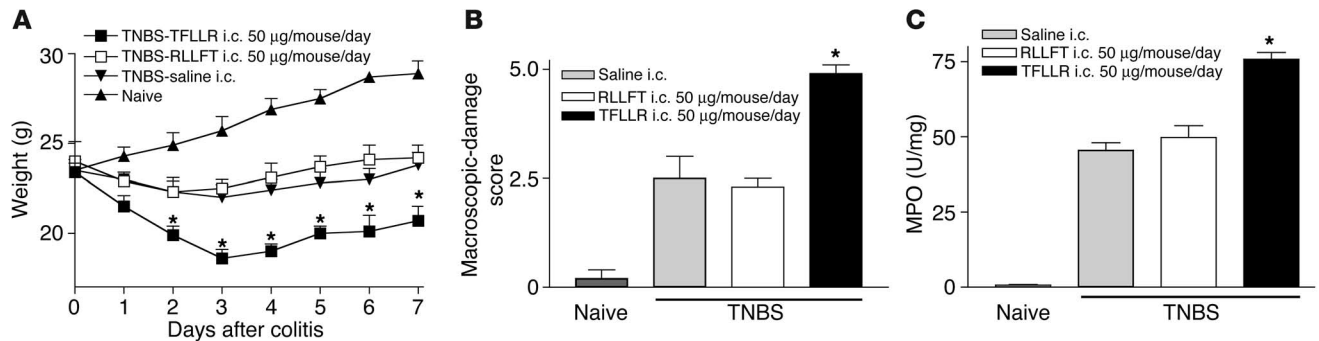 A
TNBS-TFLLR i.c. 50 µg/mouse/day
TNBS-RLLFT i.c. 50 µg/mouse/day
TNBS-saline i.c.
Naive
30
25
20
Weight (g)
0 1 2 3 4 5 6 7
Days after colitis
*
*
*
*
*
*
B
Saline i.c.
RLLFT i.c. 50 µg/mouse/day
TFLLR i.c. 50 µg/mouse/day
*
5.0
2.5
0
Macroscopic-damage
score
Naive TNBS
C
Saline i.c.
RLLFT i.c. 50 µg/mouse/day
TFLLR i.c. 50 µg/mouse/day
*
75
50
25
0
MPO (U/mg)
Naive TNBS